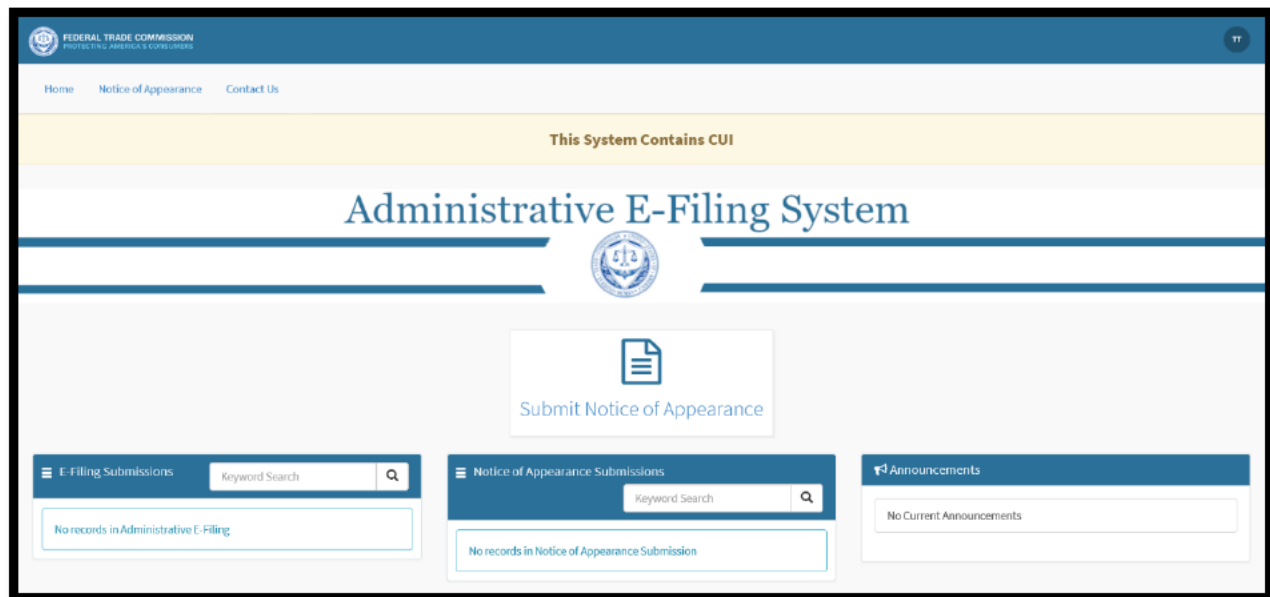 FEDERAL TRADE COMMISSION
PROTECTING AMERICA'S CONSUMERS
TT
Home Notice of Appearance Contact Us
This System Contains CUI
Administrative E-Filing System
Submit Notice of Appearance
E-Filing Submissions
Keyword Search
No records in Administrative E-Filing
Notice of Appearance Submissions
Keyword Search
No records in Notice of Appearance Submission
Announcements
No Current Announcements